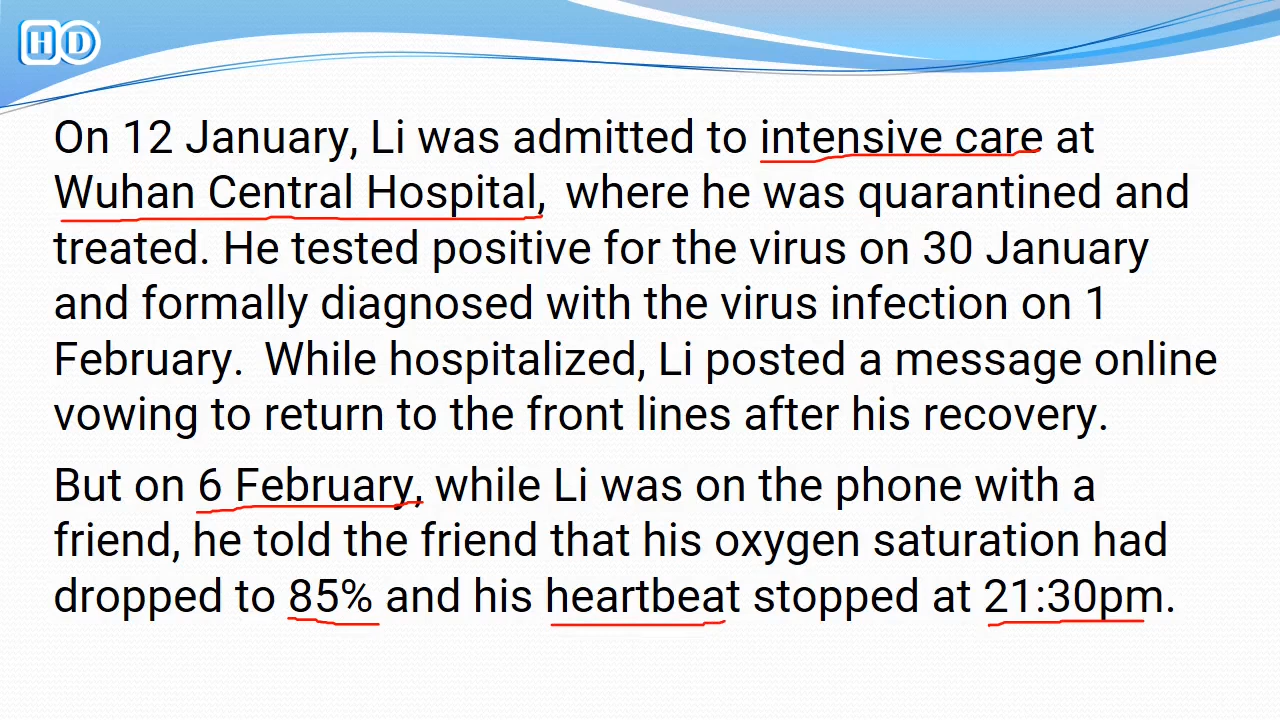 HD
On 12 January, Li was admitted to intensive care at
Wuhan Central Hospital,  where he was quarantined and
treated. He tested positive for the virus on 30 January
and formally diagnosed with the virus infection on 1
February.  While hospitalized, Li posted a message online
vowing to return to the front lines after his recovery.
But on 6 February, while Li was on the phone with a
friend, he told the friend that his oxygen saturation had
dropped to 85% and his heartbeat stopped at 21:30pm.